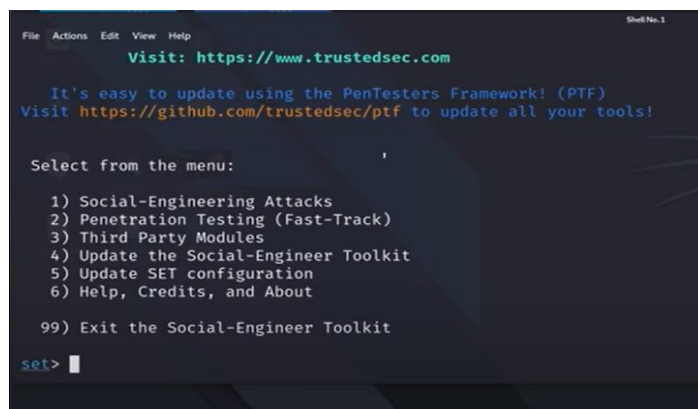 Shell No. 1
File Actions Edit View Help
Visit: https://www.trustedsec.com
It's easy to update using the PenTesters Framework! (PTF)
Visit https://github.com/trustedsec/ptf to update all your tools!
Select from the menu:
1) Social-Engineering Attacks
2) Penetration Testing (Fast-Track)
3) Third Party Modules
4) Update the Social-Engineer Toolkit
5) Update SET configuration
6) Help, Credits, and About
99) Exit the Social-Engineer Toolkit
set>